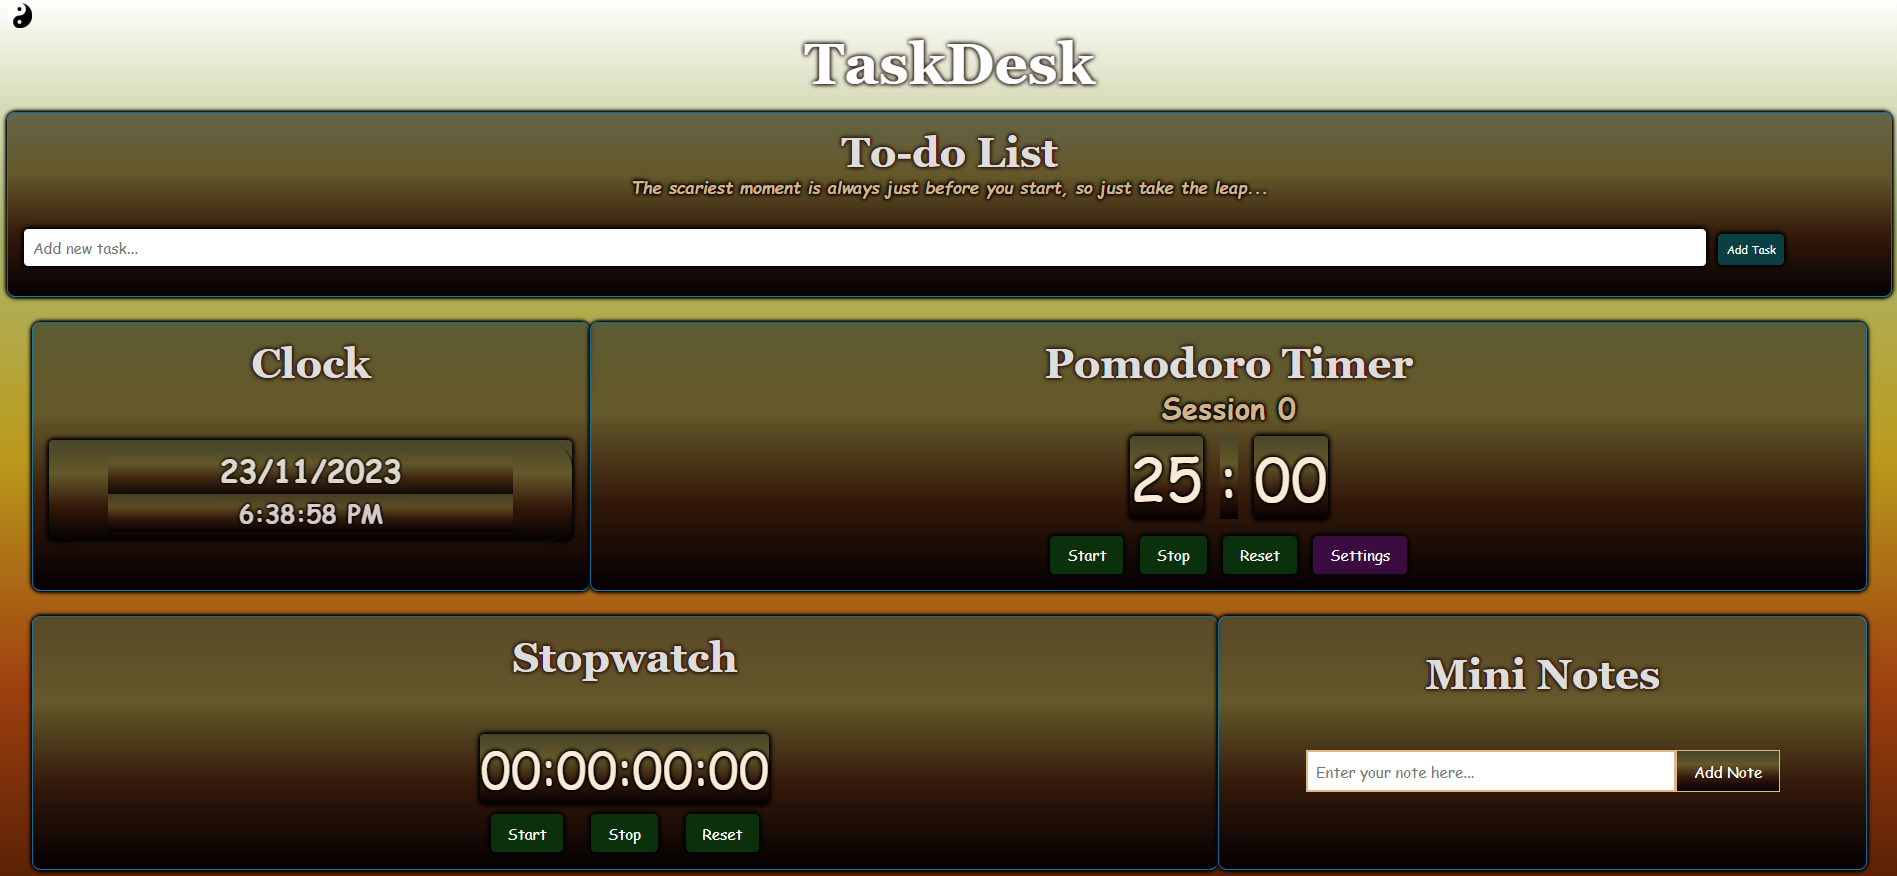 TaskDesk
To-do List
The scariest moment is always just before you start, so just take the leap...
Add new task...
Add Task
Clock
23/11/2023
6:38:58 PM
Pomodoro Timer
Session 0
25 : 00
Start Stop Reset Settings
Stopwatch
00:00:00:00
Start Stop Reset
Mini Notes
Enter your note here...
Add Note